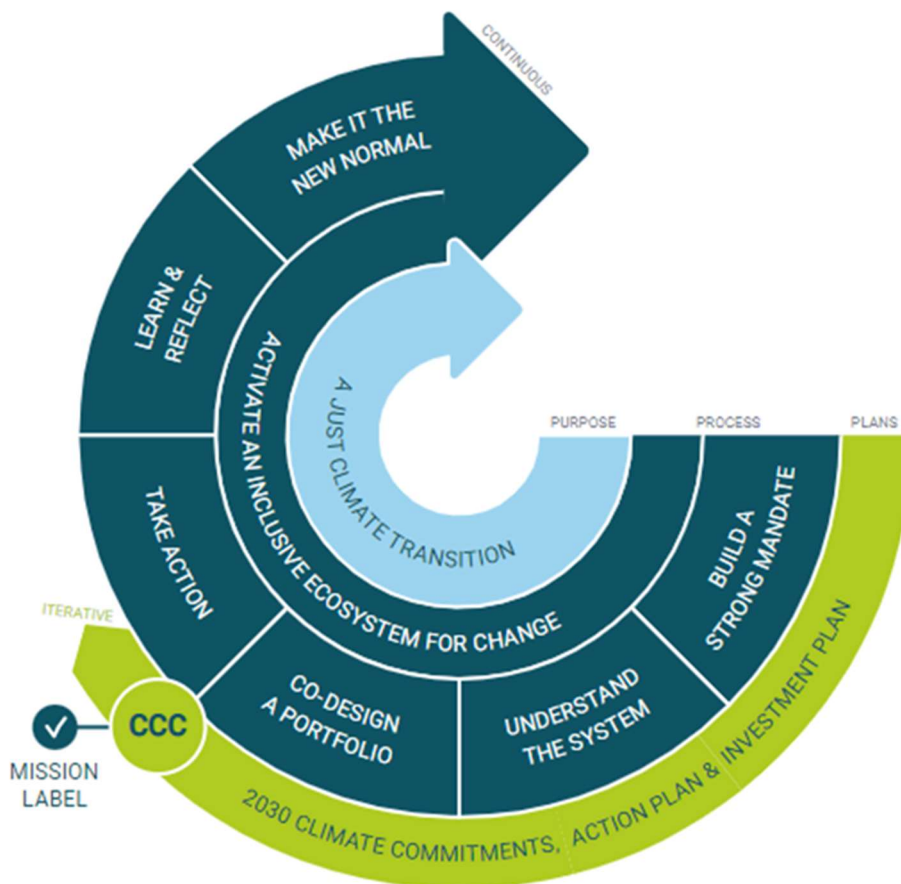 CONTINUOUS
MAKE IT THE
NEW NORMAL
LEARN &
REFLECT
ACTIVATE AN INCLUSIVE ECOSYSTEM FOR CHANGE
A JUST CLIMATE TRANSITION
PURPOSE
PROCESS
PLANS
BUILD A
STRONG MANDATE
TAKE ACTION
ITERATIVE
CO-DESIGN
A PORTFOLIO
UNDERSTAND
THE SYSTEM
CCC
MISSION
LABEL
2030 CLIMATE COMMITMENTS, ACTION PLAN & INVESTMENT PLAN